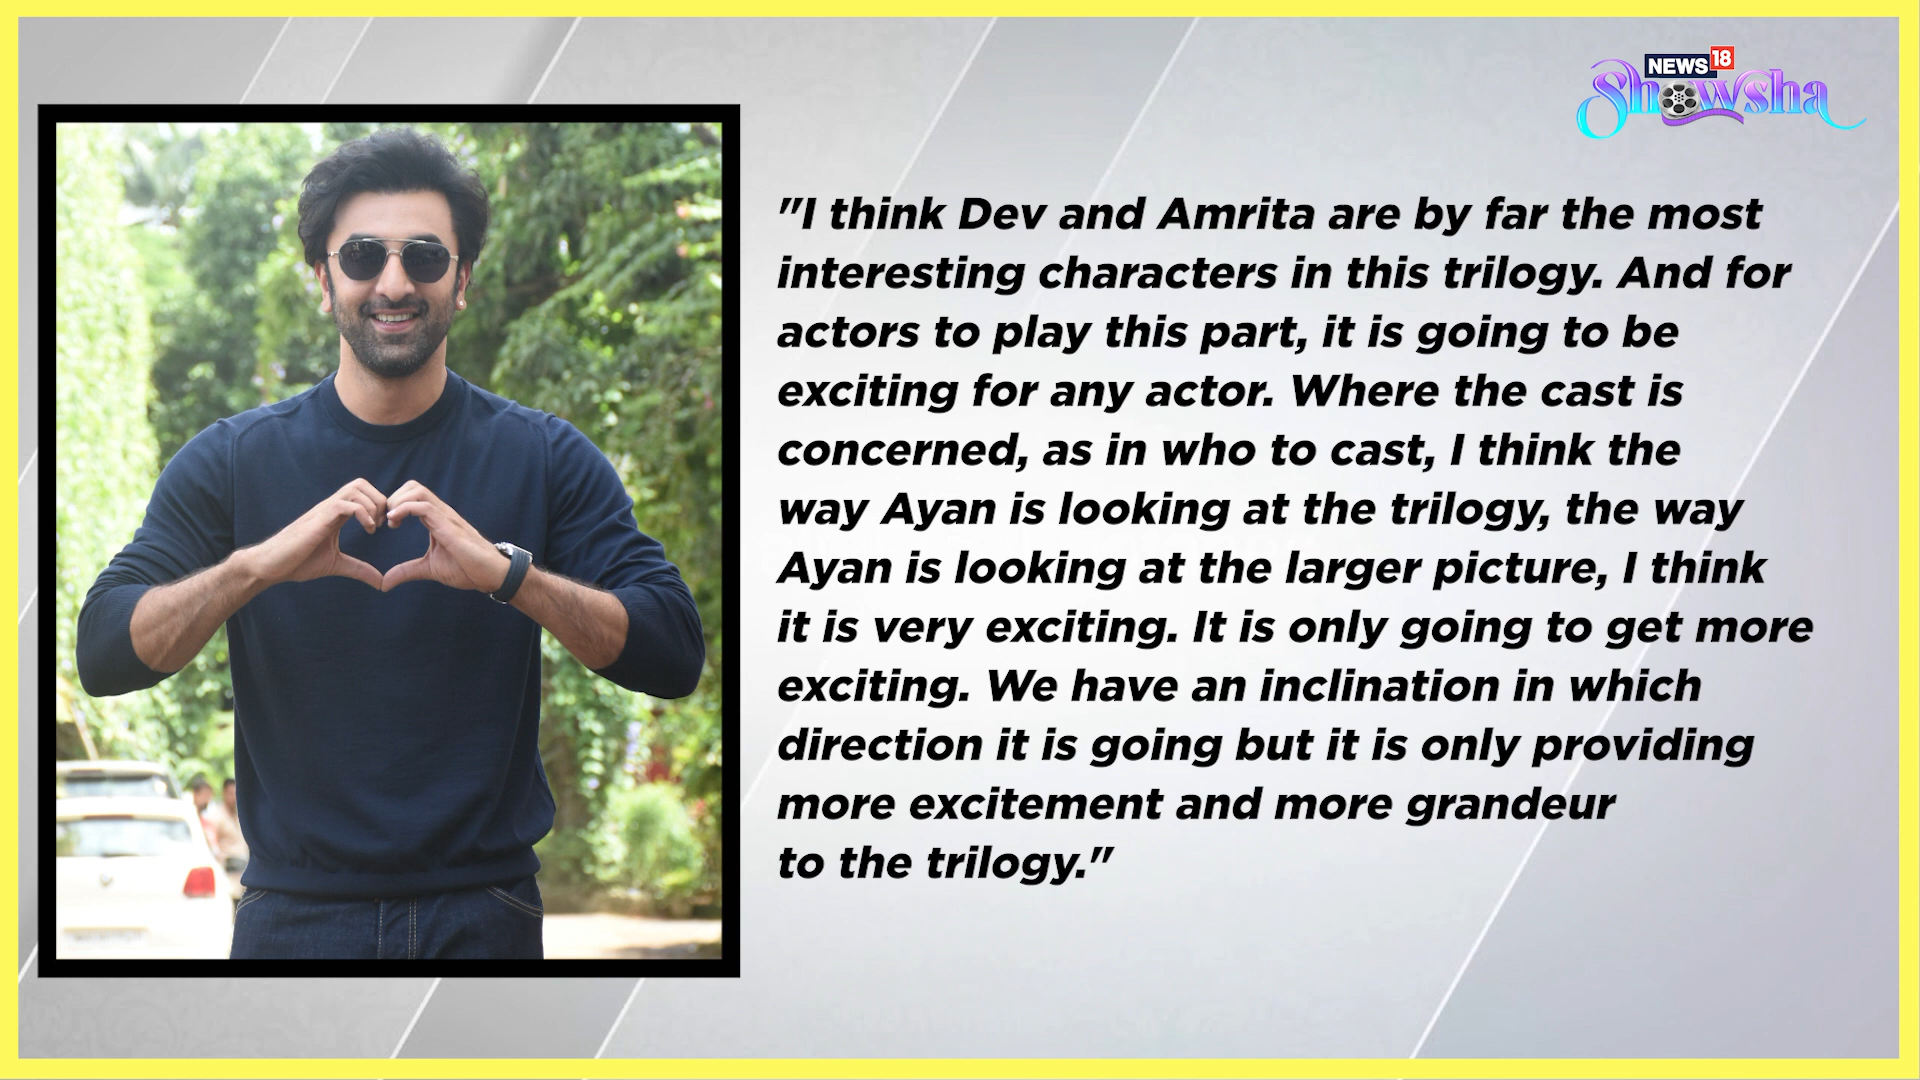 NEWS 18
Showsha
"I think Dev and Amrita are by far the most
interesting characters in this trilogy. And for
actors to play this part, it is going to be
exciting for any actor. Where the cast is
concerned, as in who to cast, I think the
way Ayan is looking at the trilogy, the way
Ayan is looking at the larger picture, I think
it is very exciting. It is only going to get more
exciting. We have an inclination in which
direction it is going but it is only providing
more excitement and more grandeur
to the trilogy."